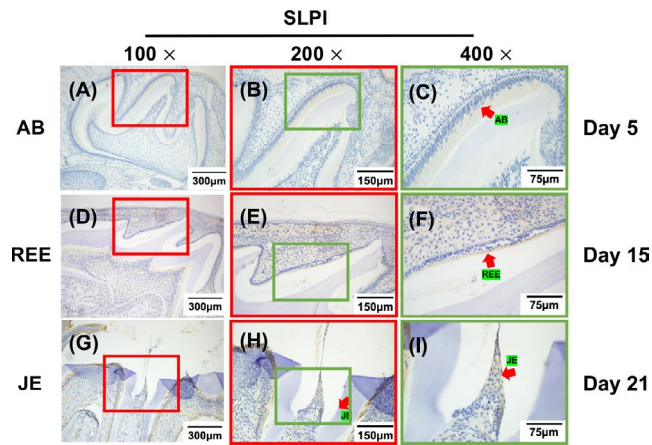 SLPI
100 × 200 × 400 ×
AB (A) (B) (C) AB Day 5
300μm 150μm 75μm
REE (D) (E) (F) REE Day 15
300μm 150μm 75μm
JE (G) (H) JE (I) JE Day 21
300μm 150μm 75μm